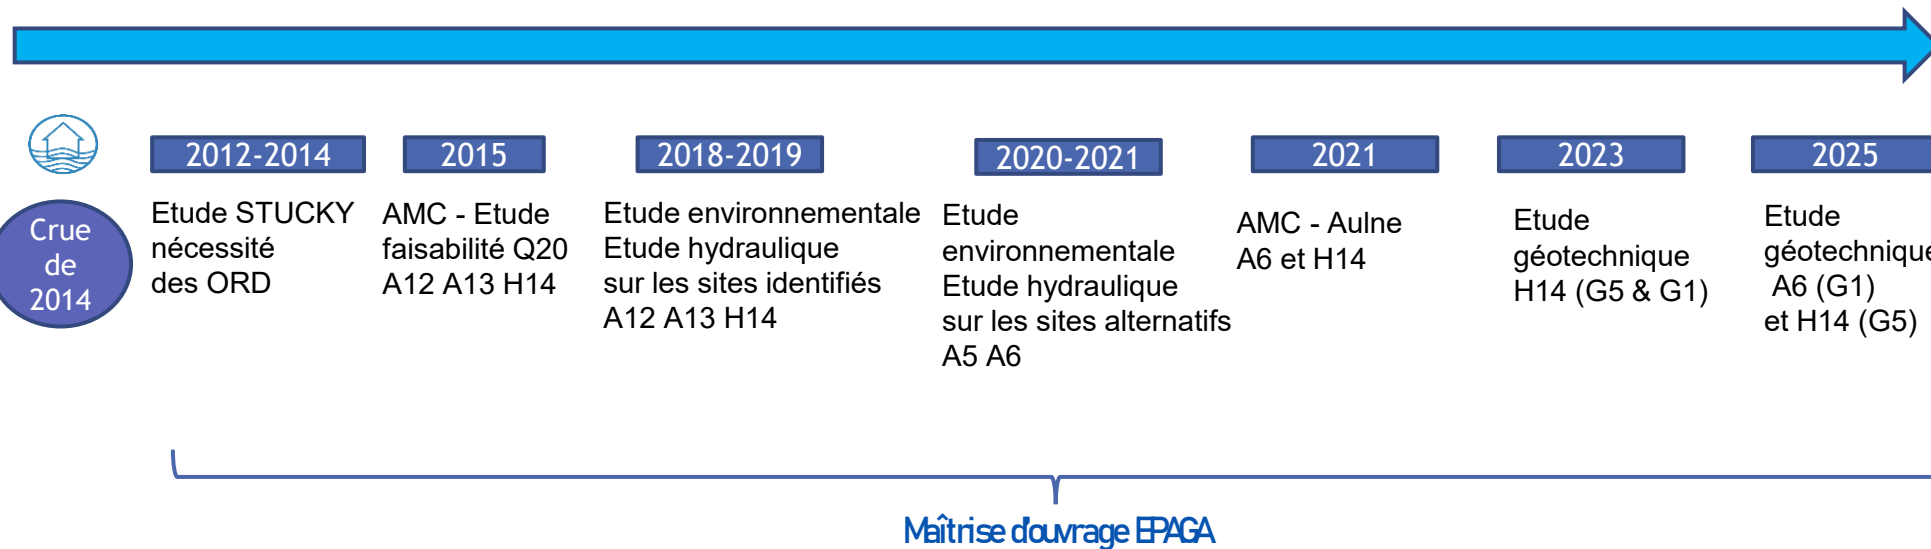 Crue
de
2014
2012-2014
Etude STUCKY
nécessité
des ORD
2015
AMC - Etude
faisabilité Q20
A12 A13 H14
2018-2019
Etude environnementale
Etude hydraulique
sur les sites identifiés
A12 A13 H14
2020-2021
Etude
environnementale
Etude hydraulique
sur les sites alternatifs
A5 A6
2021
AMC - Aulne
A6 et H14
2023
Etude
géotechnique
H14 (G5 & G1)
2025
Etude
géotechnique
A6 (G1)
et H14 (G5)
Maîtrise d'ouvrage EPAGA